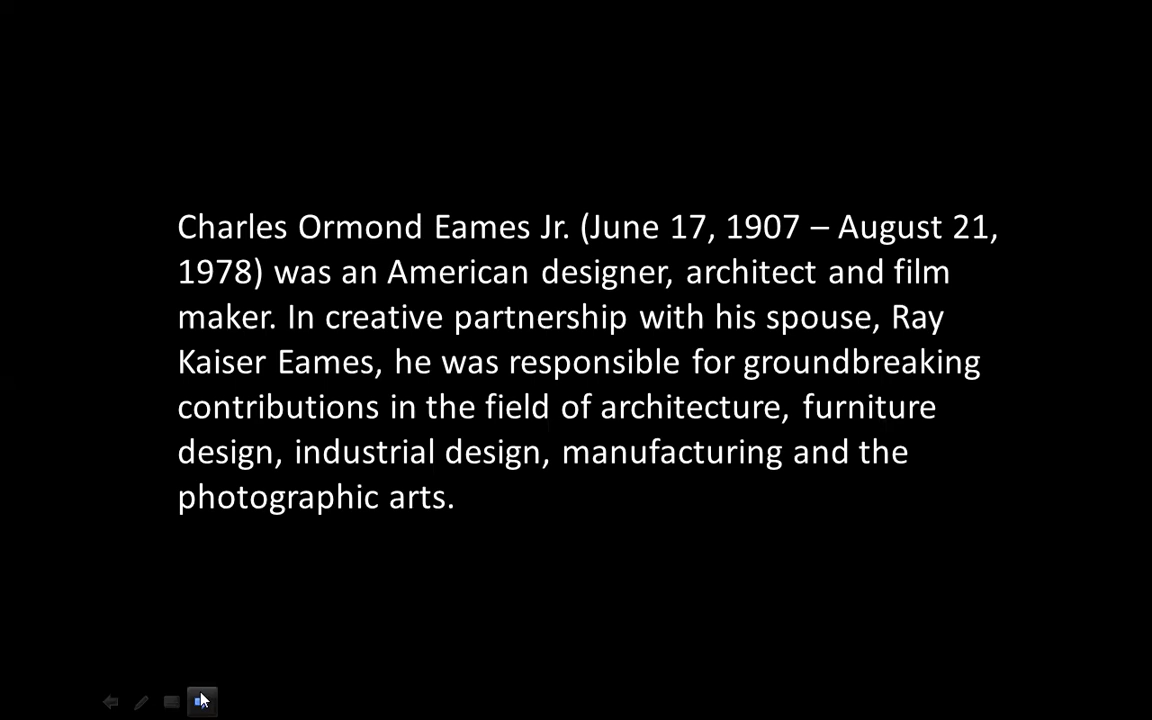 Charles Ormond Eames Jr. (June 17, 1907 – August 21,
1978) was an American designer, architect and film
maker. In creative partnership with his spouse, Ray
Kaiser Eames, he was responsible for groundbreaking
contributions in the field of architecture, furniture
design, industrial design, manufacturing and the
photographic arts.